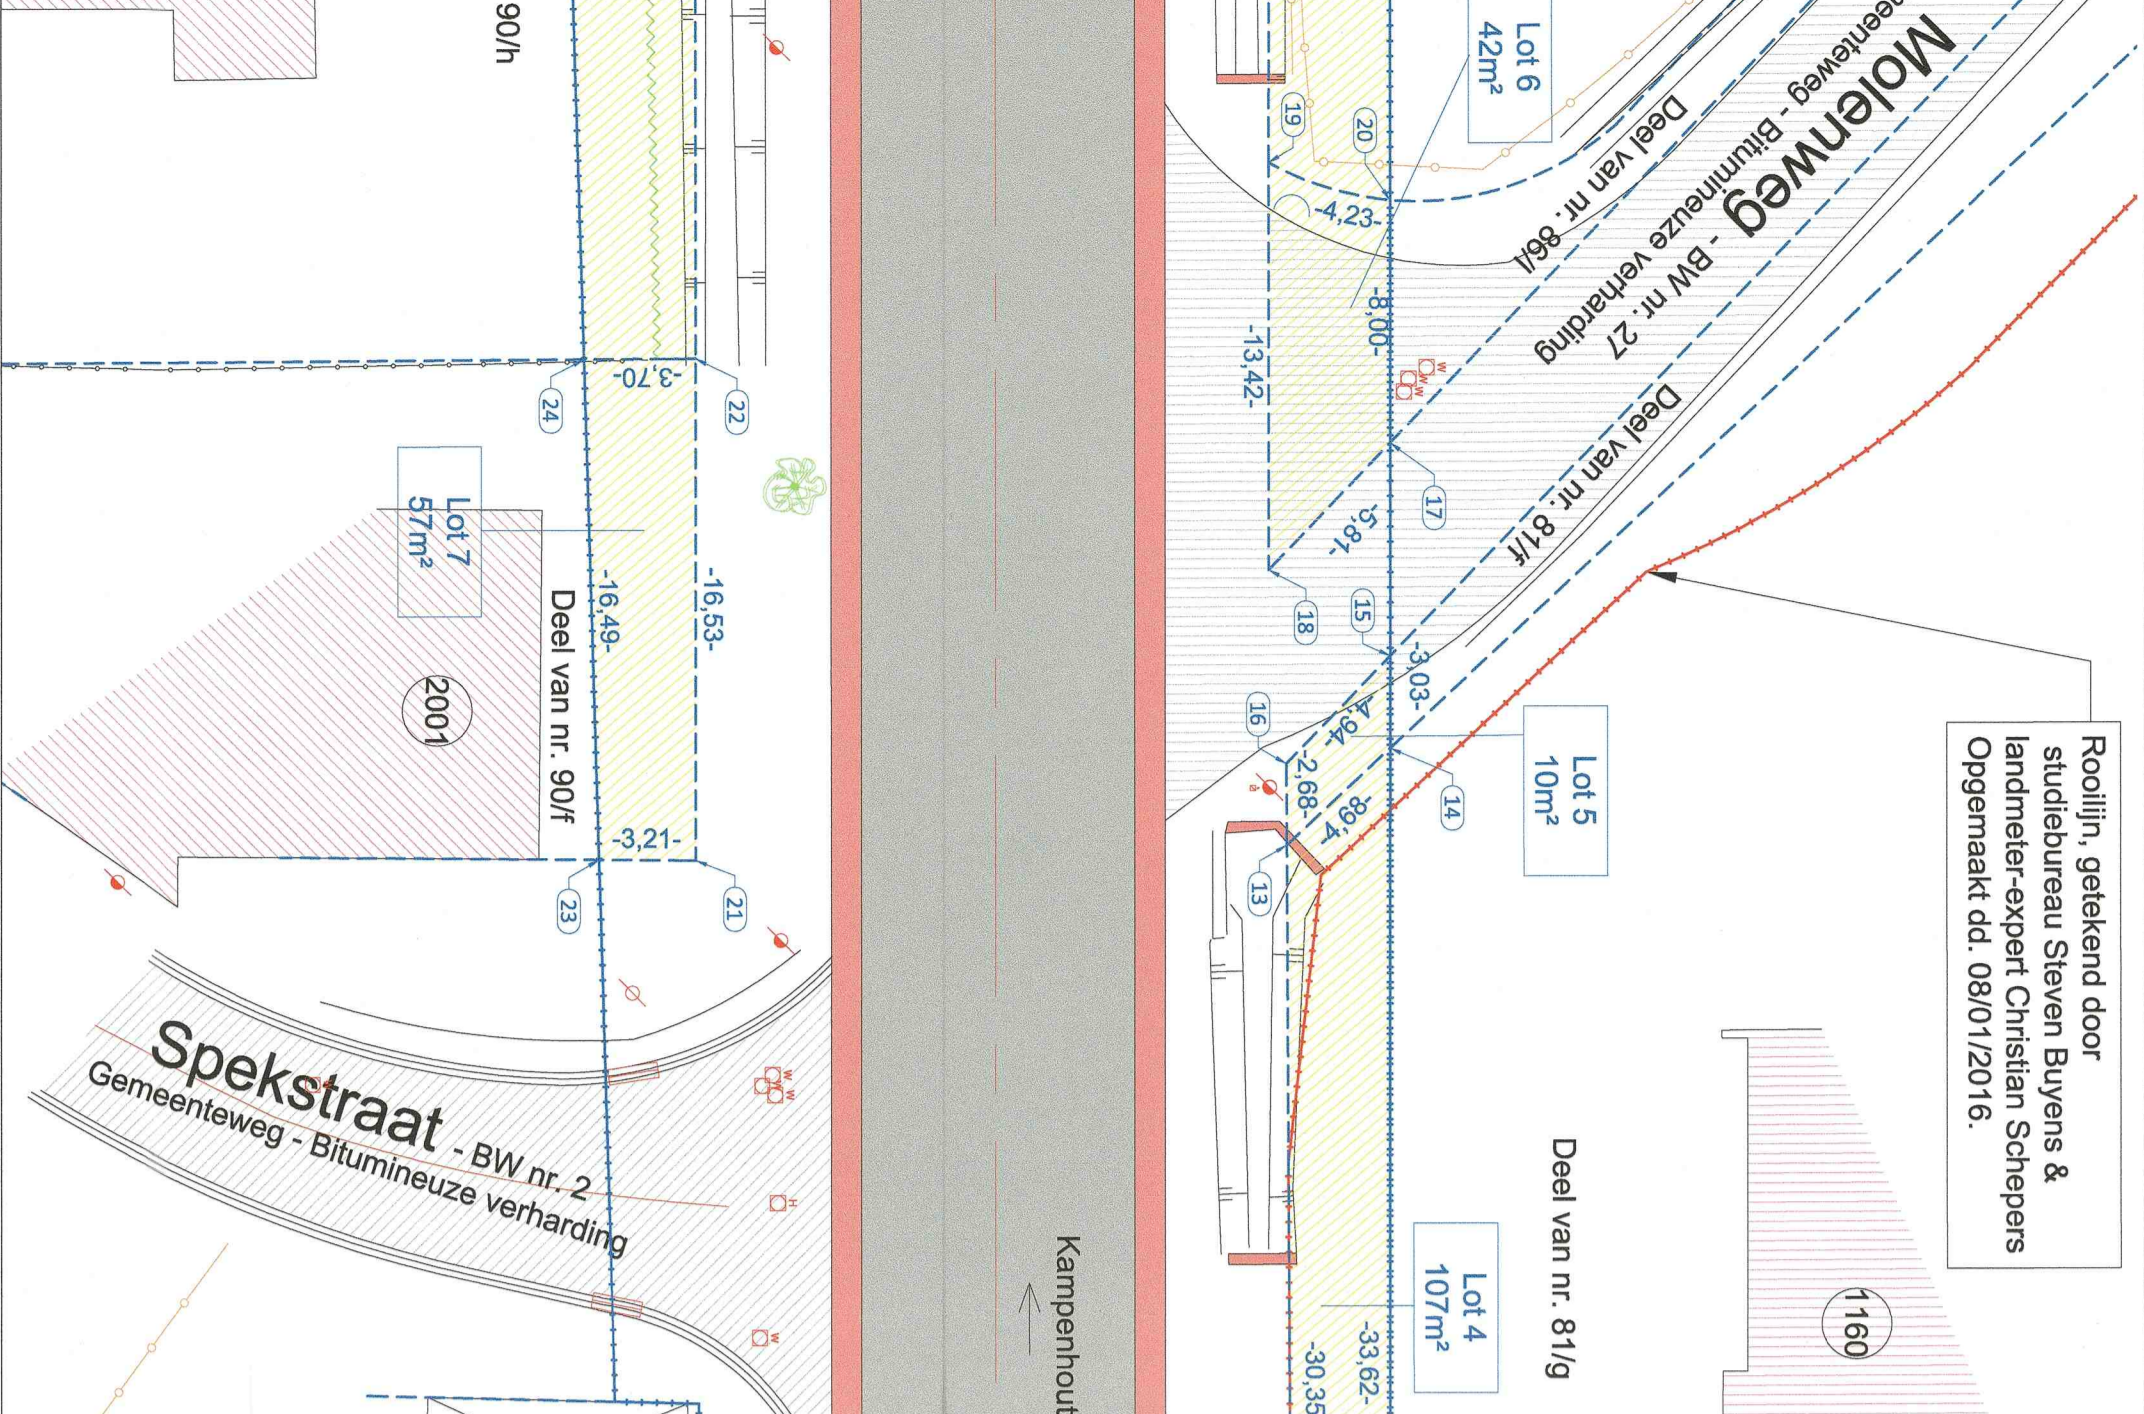 90/h
Lot 6
42m²
Molenweg - BW nr. 27
Gemeenteweg - Bitumineuze verharding
Deel van nr. 86/l
Deel van nr. 81/f
19
20
-4,23-
-8,00-
-13,42-
-5,81-
17
18
15
-3,03-
16
-4,94-
-2,68-
-4,68-
14
13
Lot 5
10m²
Rooilijn, getekend door
studiebureau Steven Buyens &
landmeter-expert Christian Schepers
Opgemaakt dd. 08/01/2016.
-3,70-
24
22
Lot 7
57m²
-16,49-
-16,53-
Deel van nr. 90/f
2001
-3,21-
23
21
Spekstraat - BW nr. 2
Gemeenteweg - Bitumineuze verharding
W
W
W
W
W
H
W
Kampenhout
Lot 4
107m²
-33,62-
-30,35
Deel van nr. 81/g
1160